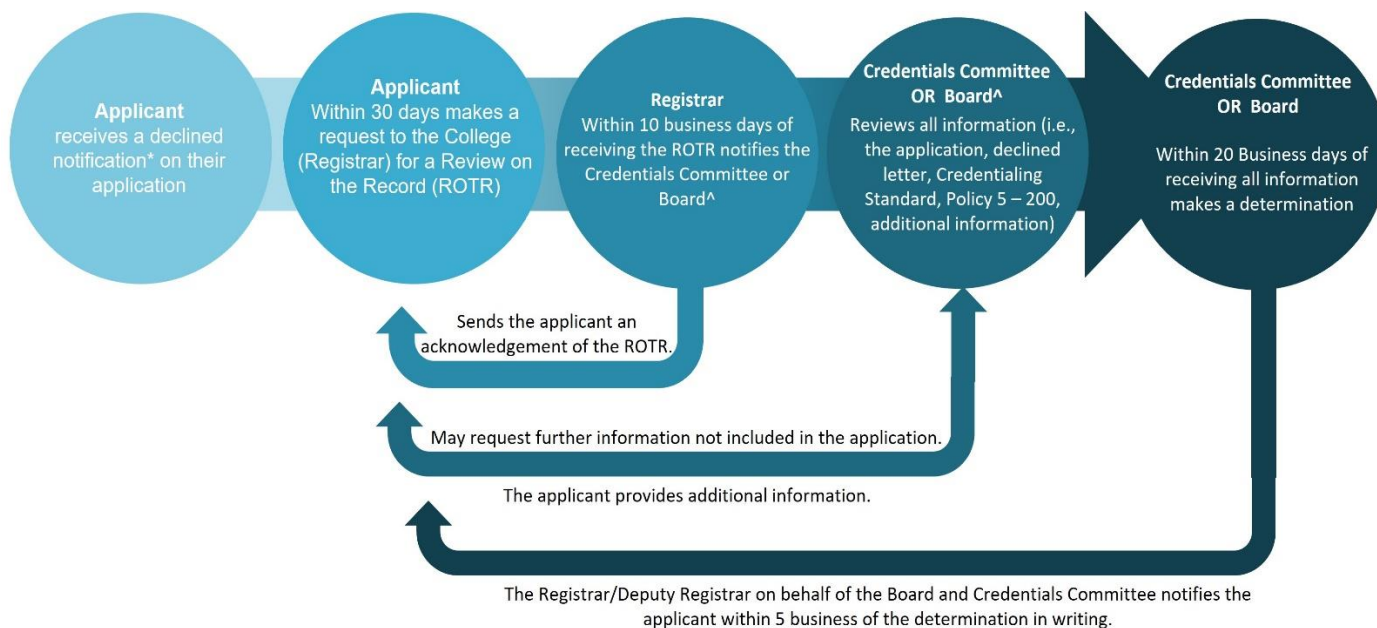 Applicant
receives a declined
notification* on their
application
Applicant
Within 30 days makes a
request to the College
(Registrar) for a Review on
the Record (ROTR)
Registrar
Within 10 business days of
receiving the ROTR notifies the
Credentials Committee or
Board^
Credentials Committee
OR Board^
Reviews all information (i.e.,
the application, declined
letter, Credentialing
Standard, Policy 5 – 200,
additional information)
Credentials Committee
OR Board
Within 20 Business days of
receiving all information
makes a determination
Sends the applicant an
acknowledgement of the ROTR.
May request further information not included in the application.
The applicant provides additional information.
The Registrar/Deputy Registrar on behalf of the Board and Credentials Committee notifies the
applicant within 5 business of the determination in writing.